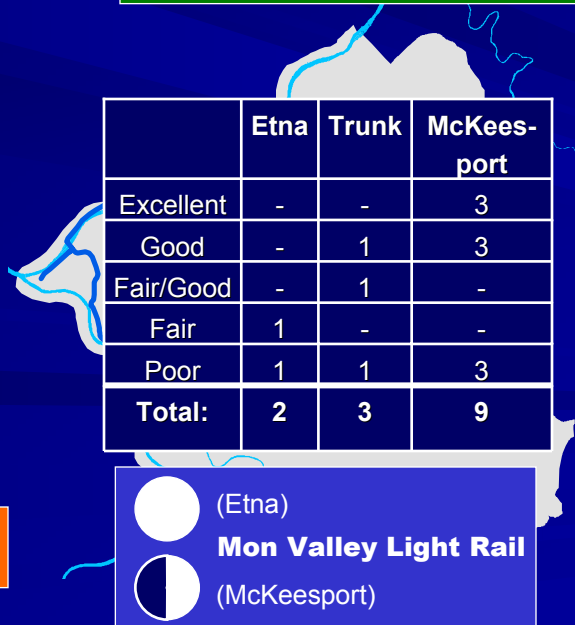 Etna Trunk McKees-
port
Excellent - - 3
Good - 1 3
Fair/Good - 1 -
Fair 1 - -
Poor 1 1 3
Total: 2 3 9
(Etna)
Mon Valley Light Rail
(McKeesport)